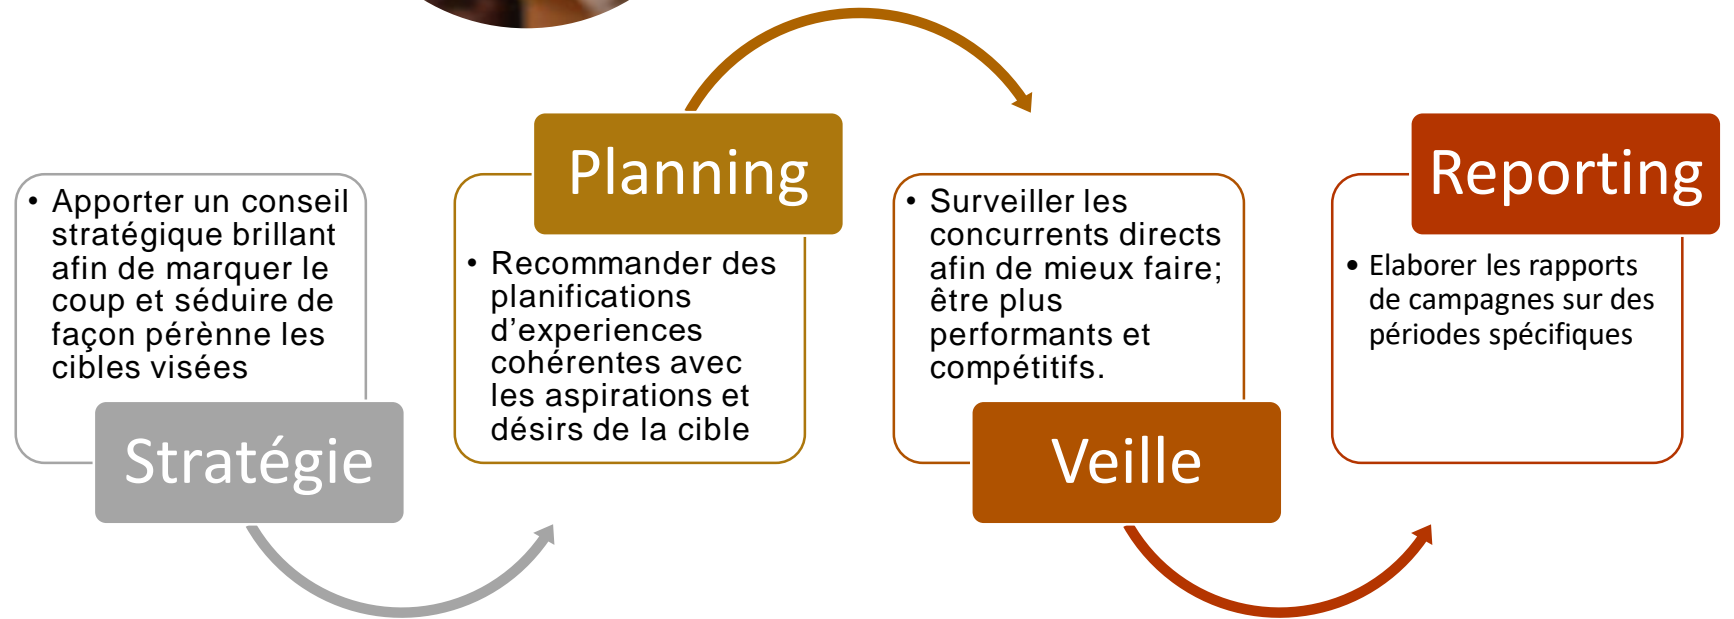 • Apporter un conseil
stratégique brillant
afin de marquer le
coup et séduire de
façon pérènne les
cibles visées
Stratégie
Planning
• Recommander des
planifications
d’experiences
cohérentes avec
les aspirations et
désirs de la cible
• Surveiller les
concurrents directs
afin de mieux faire;
être plus
performants et
compétitifs.
Veille
Reporting
• Elaborer les rapports
de campagnes sur des
périodes spécifiques